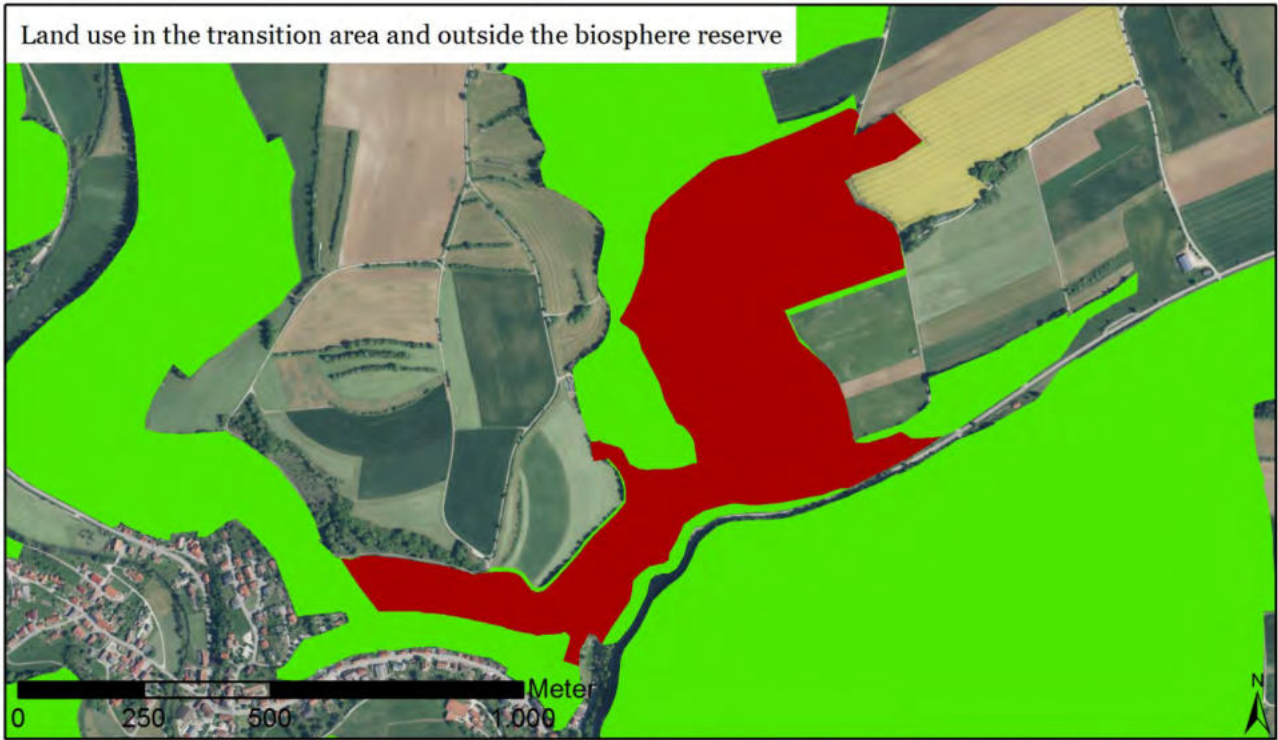 Land use in the transition area and outside the biosphere reserve
N
Meter
0 250 500 1.000